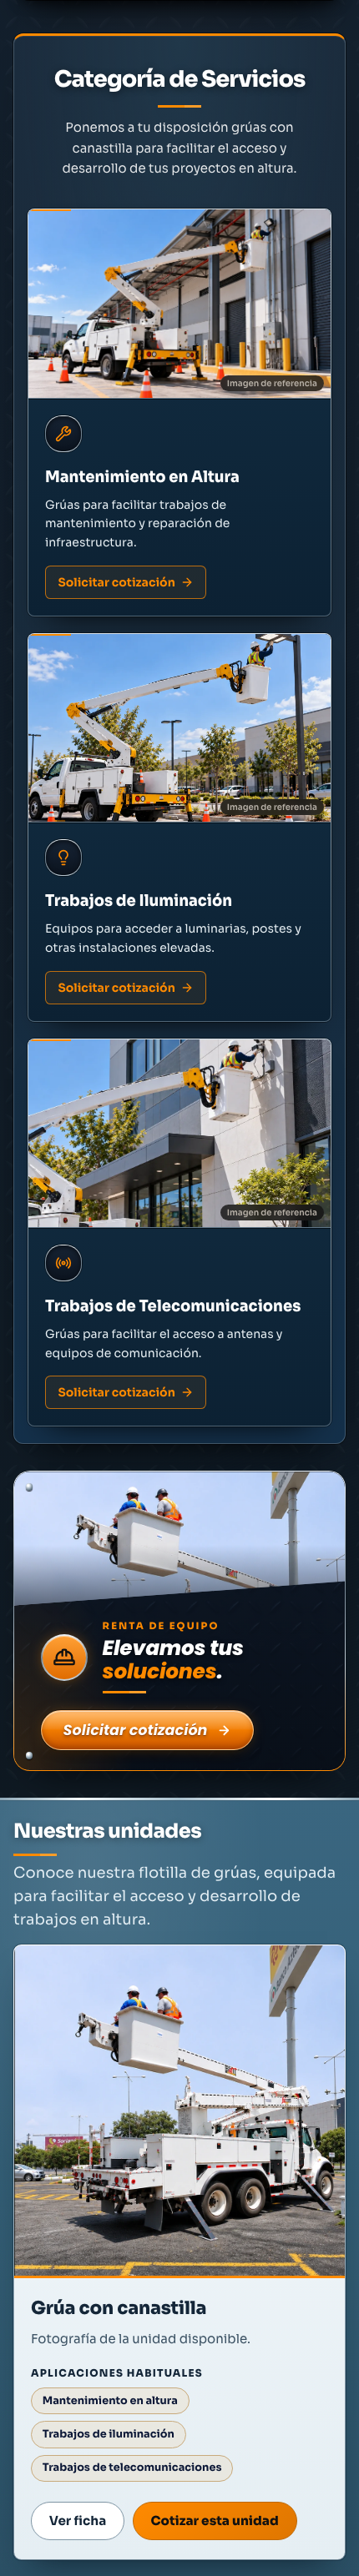 Categoría de Servicios
Ponemos a tu disposición grúas con
canastilla para facilitar el acceso y
desarrollo de tus proyectos en altura.
Imagen de referencia
Mantenimiento en Altura
Grúas para facilitar trabajos de
mantenimiento y reparación de
infraestructura.
Solicitar cotización →
Imagen de referencia
Trabajos de Iluminación
Equipos para acceder a luminarias, postes y
otras instalaciones elevadas.
Solicitar cotización →
Imagen de referencia
Trabajos de Telecomunicaciones
Grúas para facilitar el acceso a antenas y
equipos de comunicación.
Solicitar cotización →
RENTA DE EQUIPO
Elevamos tus
soluciones.
Solicitar cotización →
Nuestras unidades
Conoce nuestra flotilla de grúas, equipada
para facilitar el acceso y desarrollo de
trabajos en altura.
Grúa con canastilla
Fotografía de la unidad disponible.
APLICACIONES HABITUALES
Mantenimiento en altura
Trabajos de iluminación
Trabajos de telecomunicaciones
Ver ficha
Cotizar esta unidad